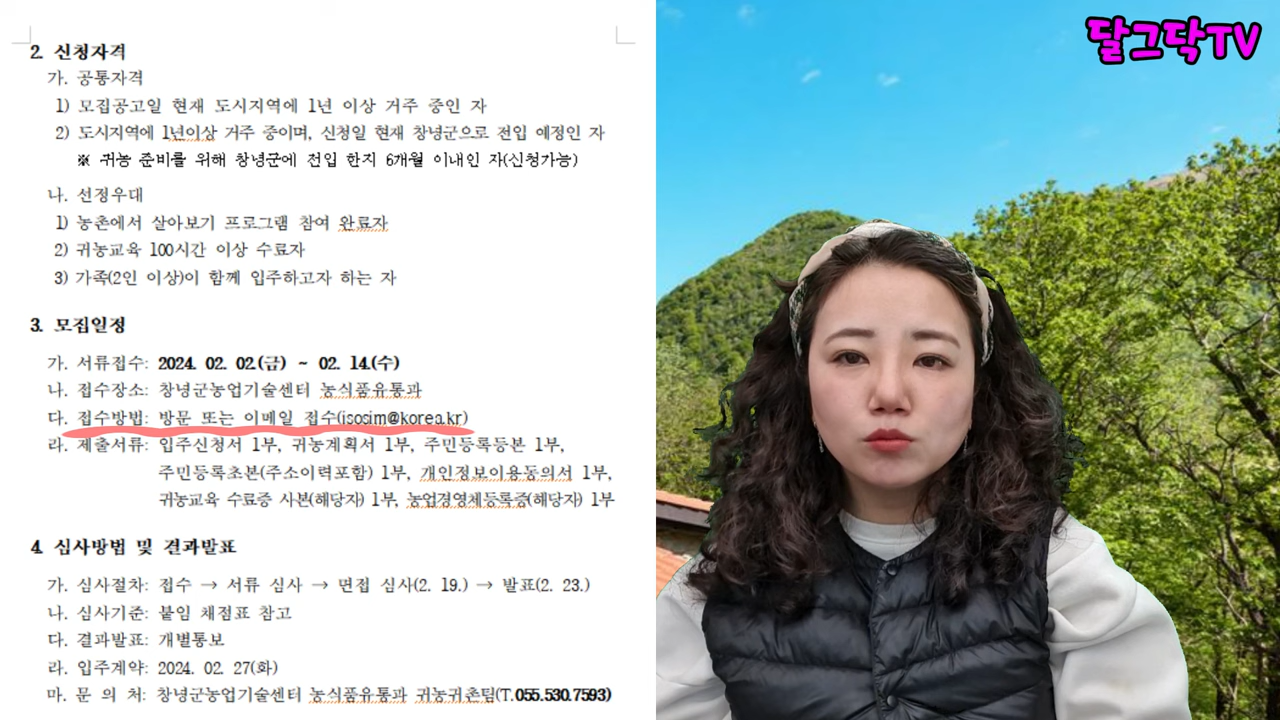 2. 신청자격
가. 공통자격
1) 모집공고일 현재 도시지역에 1년 이상 거주 중인 자
2) 도시지역에 1년이상 거주 중이며, 신청일 현재 창녕군으로 전입 예정인 자
※ 귀농 준비를 위해 창녕군에 전입 한지 6개월 이내인 자(신청가능)
나. 선정우대
1) 농촌에서 살아보기 프로그램 참여 완료자
2) 귀농교육 100시간 이상 수료자
3) 가족(2인 이상)이 함께 입주하고자 하는 자
3. 모집일정
가. 서류접수: 2024. 02. 02.(금) ~ 02. 14.(수)
나. 접수장소: 창녕군농업기술센터 농식품유통과
다. 접수방법: 방문 또는 이메일 접수(isosim@korea.kr)
라. 제출서류: 입주신청서 1부, 귀농계획서 1부, 주민등록등본 1부,
주민등록초본(주소이력포함) 1부, 개인정보이용동의서 1부,
귀농교육 수료증 사본(해당자) 1부, 농업경영체등록증(해당자) 1부
4. 심사방법 및 결과발표
가. 심사절차: 접수 → 서류 심사 → 면접 심사(2. 19.) → 발표(2. 23.)
나. 심사기준: 붙임 채점표 참고
다. 결과발표: 개별통보
라. 입주계약: 2024. 02. 27(화)
마. 문 의 처: 창녕군농업기술센터 농식품유통과 귀농귀촌팀(T.055.530.7593)
달그닥TV